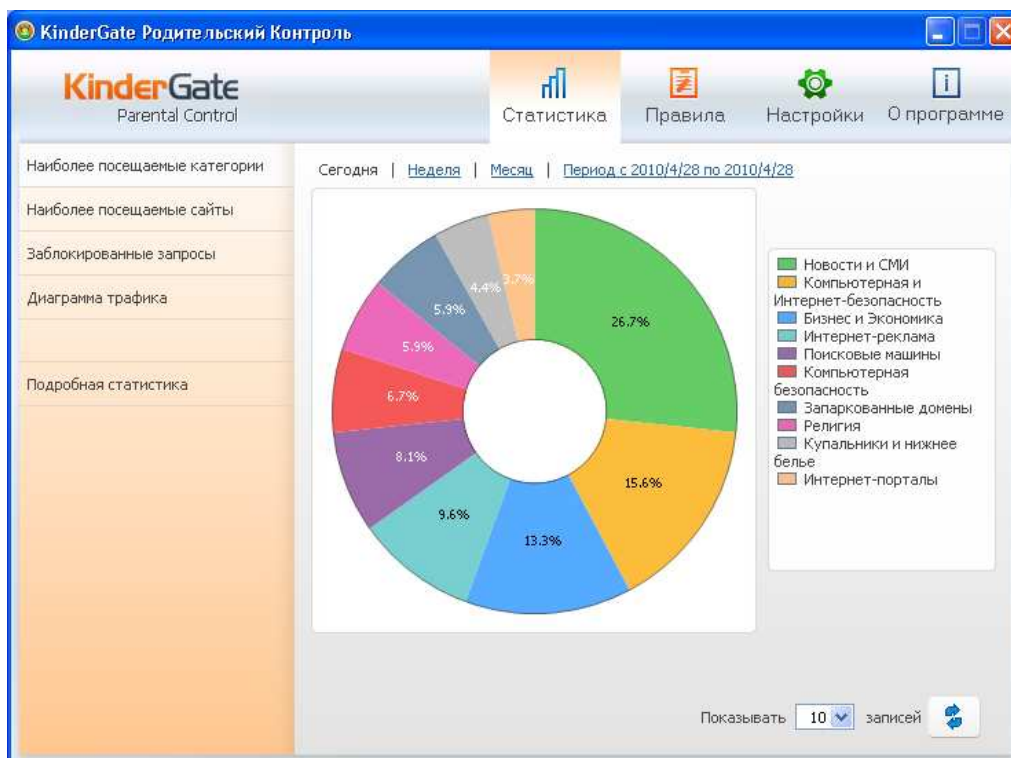 KinderGate Родительский Контроль
KinderGate
Parental Control
Статистика
Правила
Настройки
О программе
Наиболее посещаемые категории
Наиболее посещаемые сайты
Заблокированные запросы
Диаграмма трафика
Подробная статистика
Сегодня | Неделя | Месяц | Период с 2010/4/28 по 2010/4/28
3.7%
4.4%
5.9%
5.9%
6.7%
8.1%
9.6%
13.3%
15.6%
26.7%
Новости и СМИ
Компьютерная и
Интернет-безопасность
Бизнес и Экономика
Интернет-реклама
Поисковые машины
Компьютерная
безопасность
Запаркованные домены
Религия
Купальники и нижнее
белье
Интернет-порталы
Показывать 10 записей